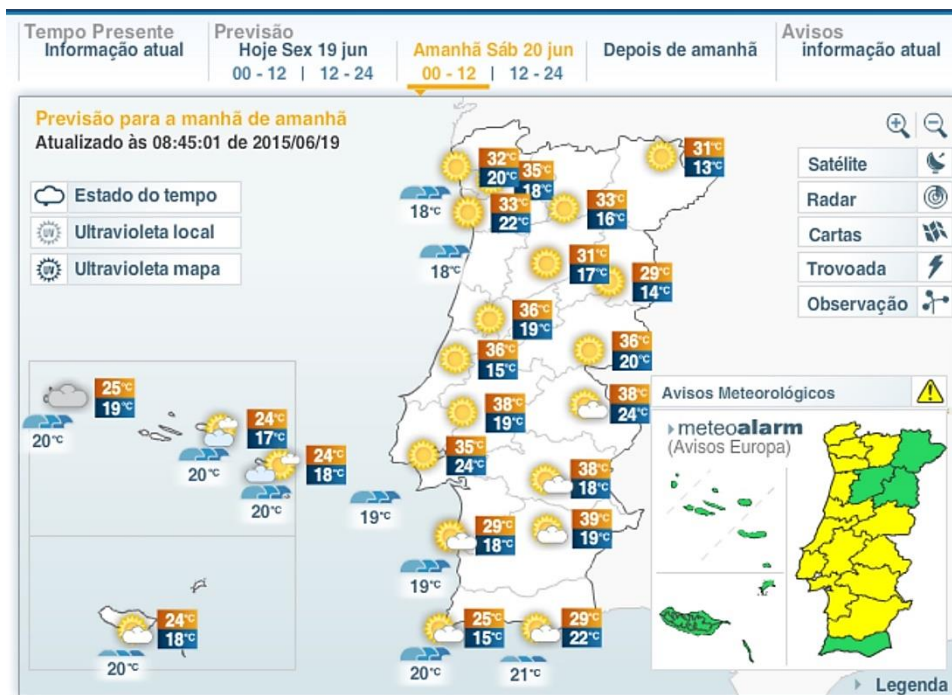 Tempo Presente
Informação atual
Previsão
Hoje Sex 19 jun
00 - 12 | 12 - 24
Amanhã Sáb 20 jun
00 - 12 | 12 - 24
Depois de amanhã
Avisos
informação atual
Previsão para a manhã de amanhã
Atualizado às 08:45:01 de 2015/06/19
Estado do tempo
UV Ultravioleta local
UV Ultravioleta mapa
Satélite
Radar
Cartas
Trovoada
Observação
32°C
20°C
35°C
18°C
31°C
13°C
18°C
33°C
22°C
33°C
16°C
18°C
31°C
17°C
29°C
14°C
36°C
19°C
36°C
15°C
36°C
20°C
38°C
24°C
38°C
19°C
35°C
24°C
38°C
18°C
19°C
29°C
18°C
39°C
19°C
19°C
25°C
15°C
29°C
22°C
20°C
21°C
25°C
19°C
20°C
24°C
17°C
20°C
24°C
18°C
20°C
24°C
18°C
20°C
Avisos Meteorológicos
meteoalarm
(Avisos Europa)
Legenda